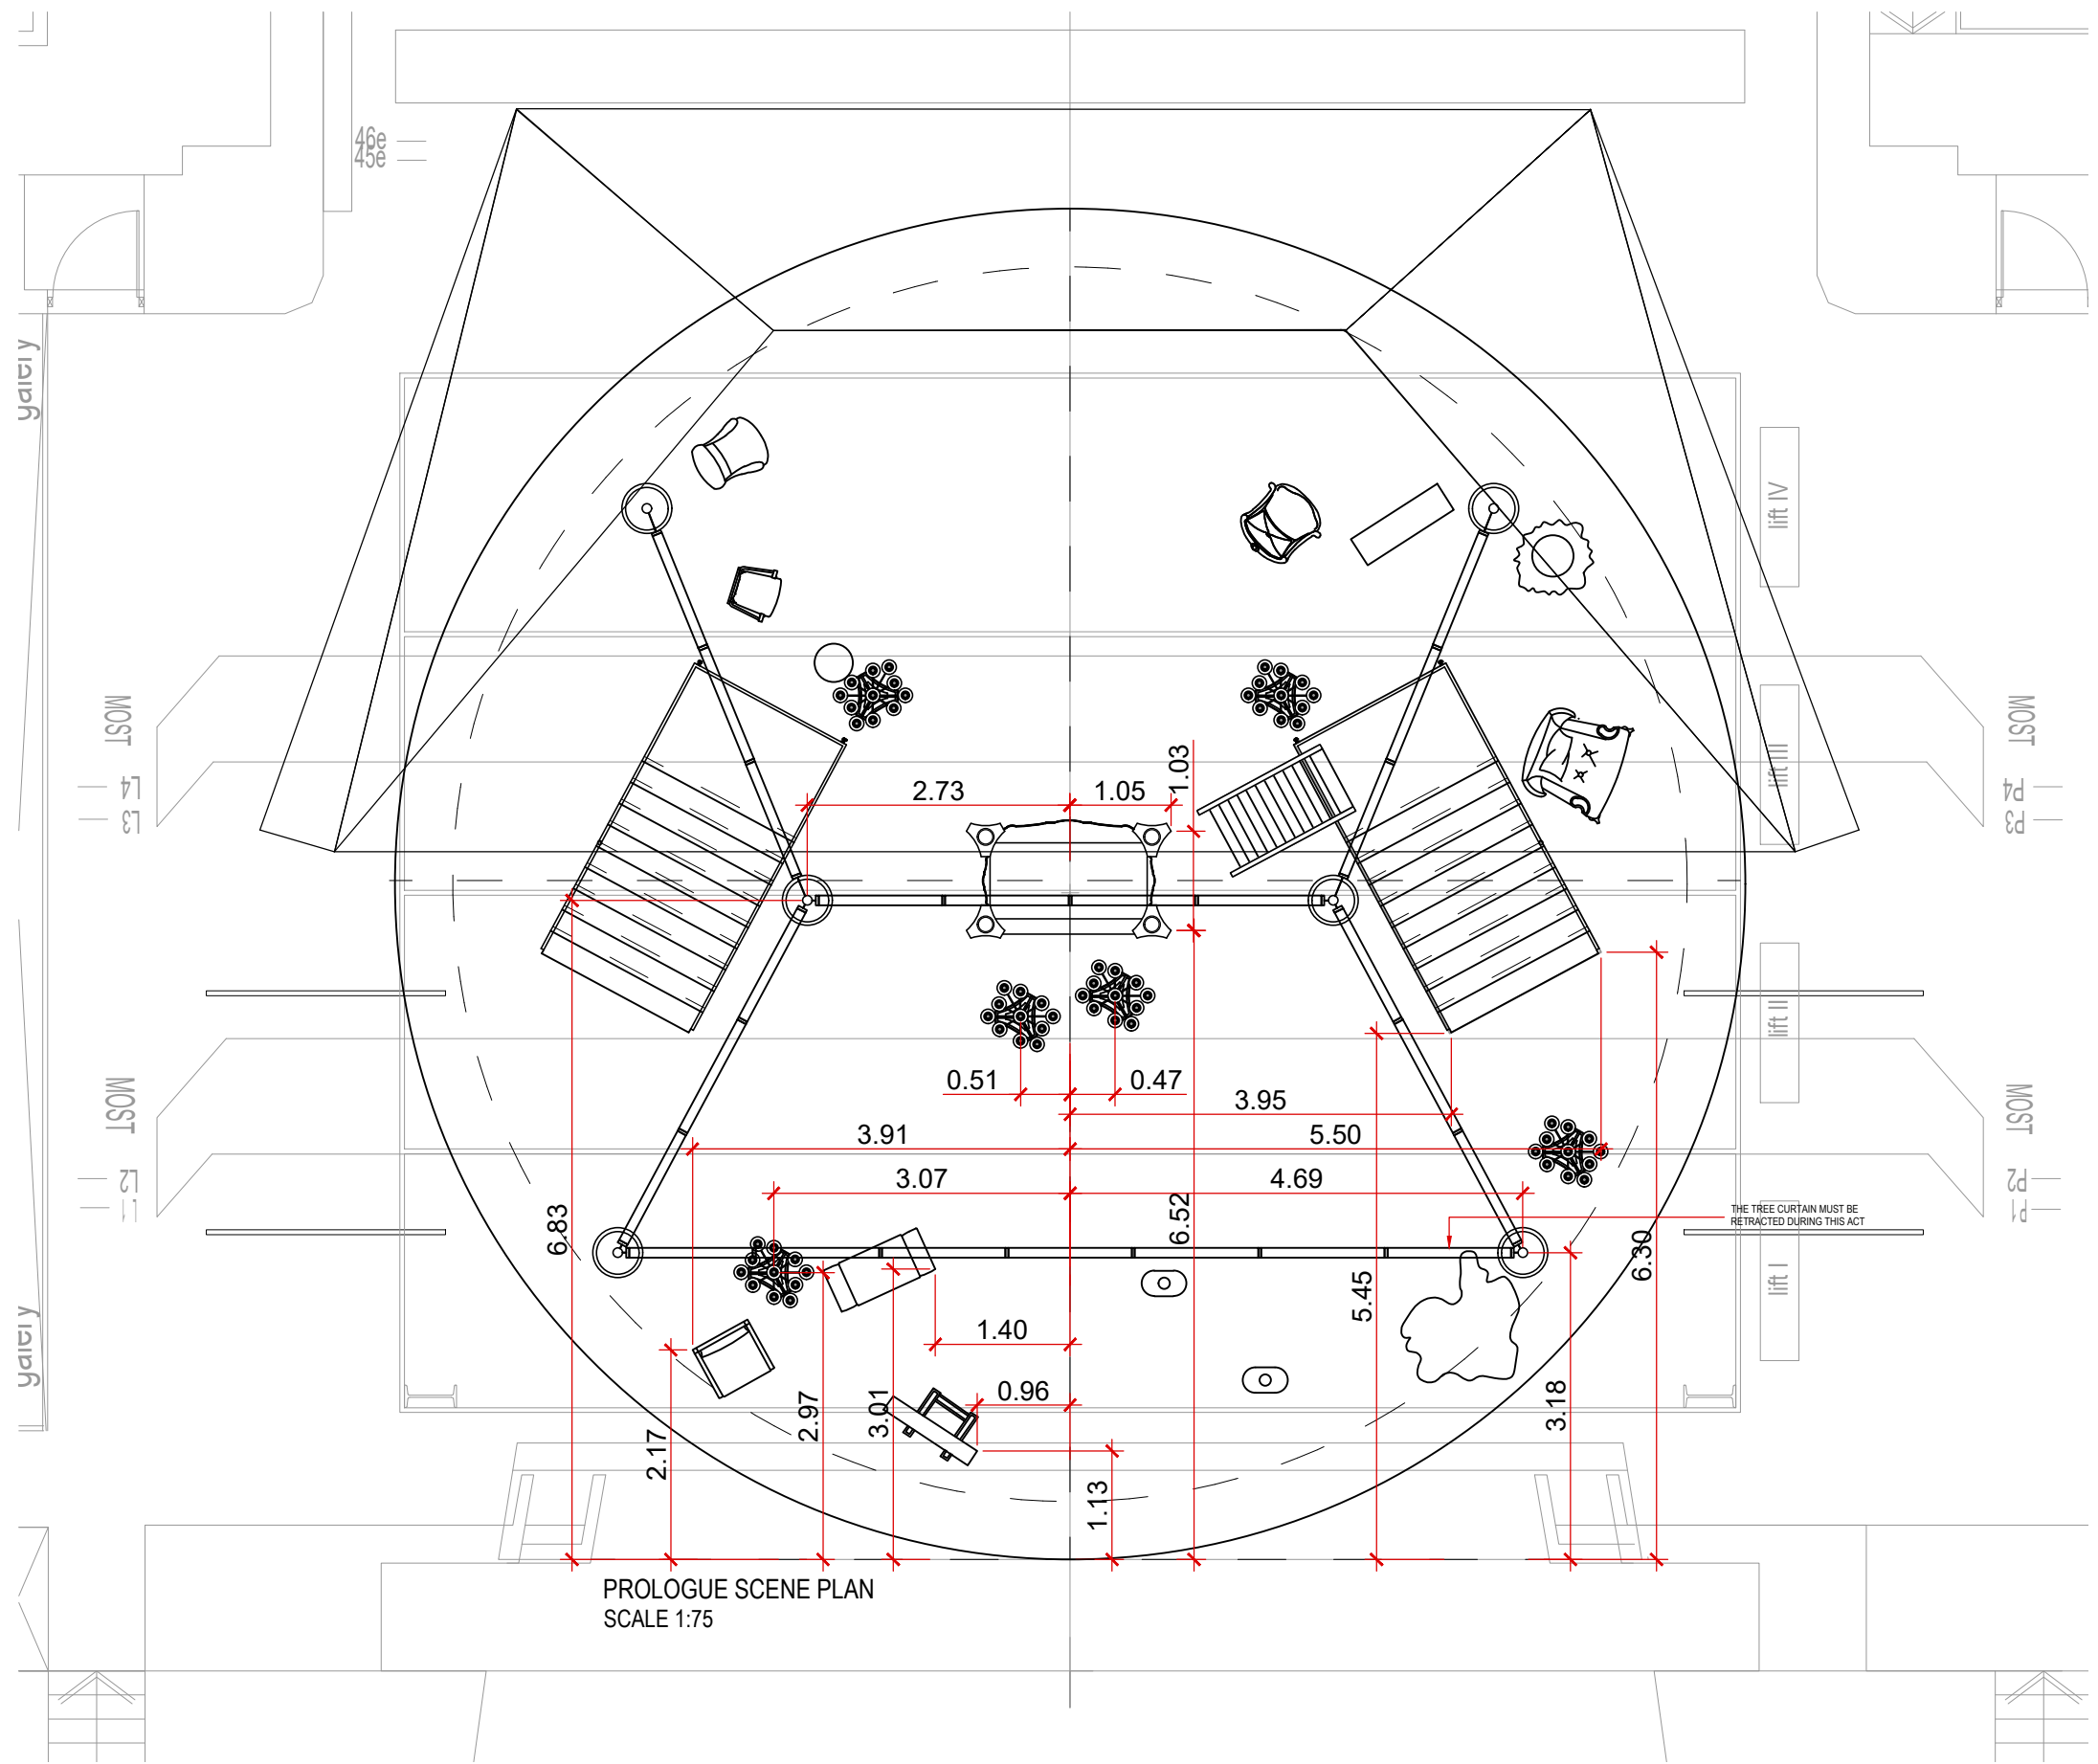 46e
45e
galery
lift IV
MOST
MOST
L4
L3
P4
P3
lift III
2.73
1.05
1.03
lift II
0.51
0.47
3.95
MOST
MOST
3.91
5.50
L2
L1
P2
P1
3.07
4.69
6.83
6.52
THE TREE CURTAIN MUST BE
RETRACTED DURING THIS ACT
6.30
lift I
5.45
galery
1.40
0.96
2.97
3.01
3.18
2.17
1.13
PROLOGUE SCENE PLAN
SCALE 1:75